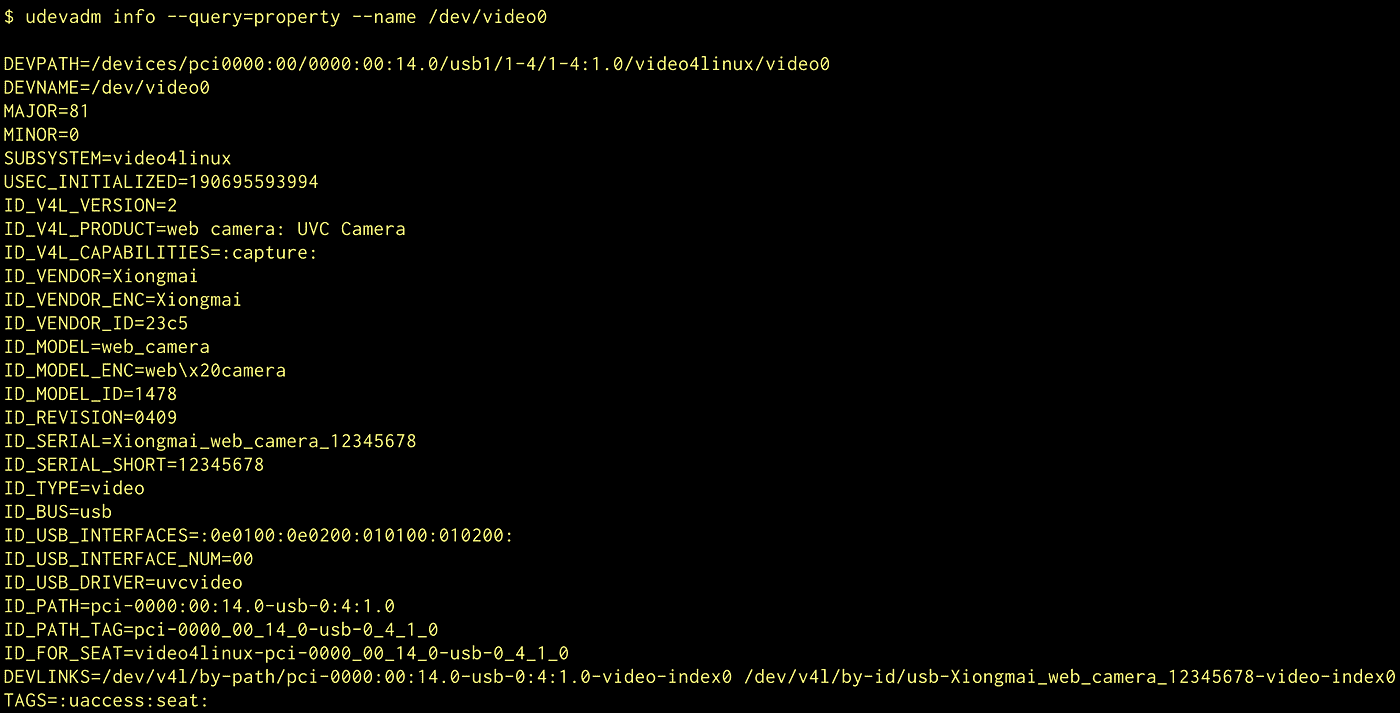 $ udevadm info --query=property --name /dev/video0
DEVPATH=/devices/pci0000:00/0000:00:14.0/usb1/1-4/1-4:1.0/video4linux/video0
DEVNAME=/dev/video0
MAJOR=81
MINOR=0
SUBSYSTEM=video4linux
USEC_INITIALIZED=190695593994
ID_V4L_VERSION=2
ID_V4L_PRODUCT=web camera: UVC Camera
ID_V4L_CAPABILITIES=:capture:
ID_VENDOR=Xiongmai
ID_VENDOR_ENC=Xiongmai
ID_VENDOR_ID=23c5
ID_MODEL=web_camera
ID_MODEL_ENC=web\x20camera
ID_MODEL_ID=1478
ID_REVISION=0409
ID_SERIAL=Xiongmai_web_camera_12345678
ID_SERIAL_SHORT=12345678
ID_TYPE=video
ID_BUS=usb
ID_USB_INTERFACES=:0e0100:0e0200:010100:010200:
ID_USB_INTERFACE_NUM=00
ID_USB_DRIVER=uvcvideo
ID_PATH=pci-0000:00:14.0-usb-0:4:1.0
ID_PATH_TAG=pci-0000_00_14_0-usb-0_4_1_0
ID_FOR_SEAT=video4linux-pci-0000_00_14_0-usb-0_4_1_0
DEVLINKS=/dev/v4l/by-path/pci-0000:00:14.0-usb-0:4:1.0-video-index0 /dev/v4l/by-id/usb-Xiongmai_web_camera_12345678-video-index0
TAGS=:uaccess:seat: